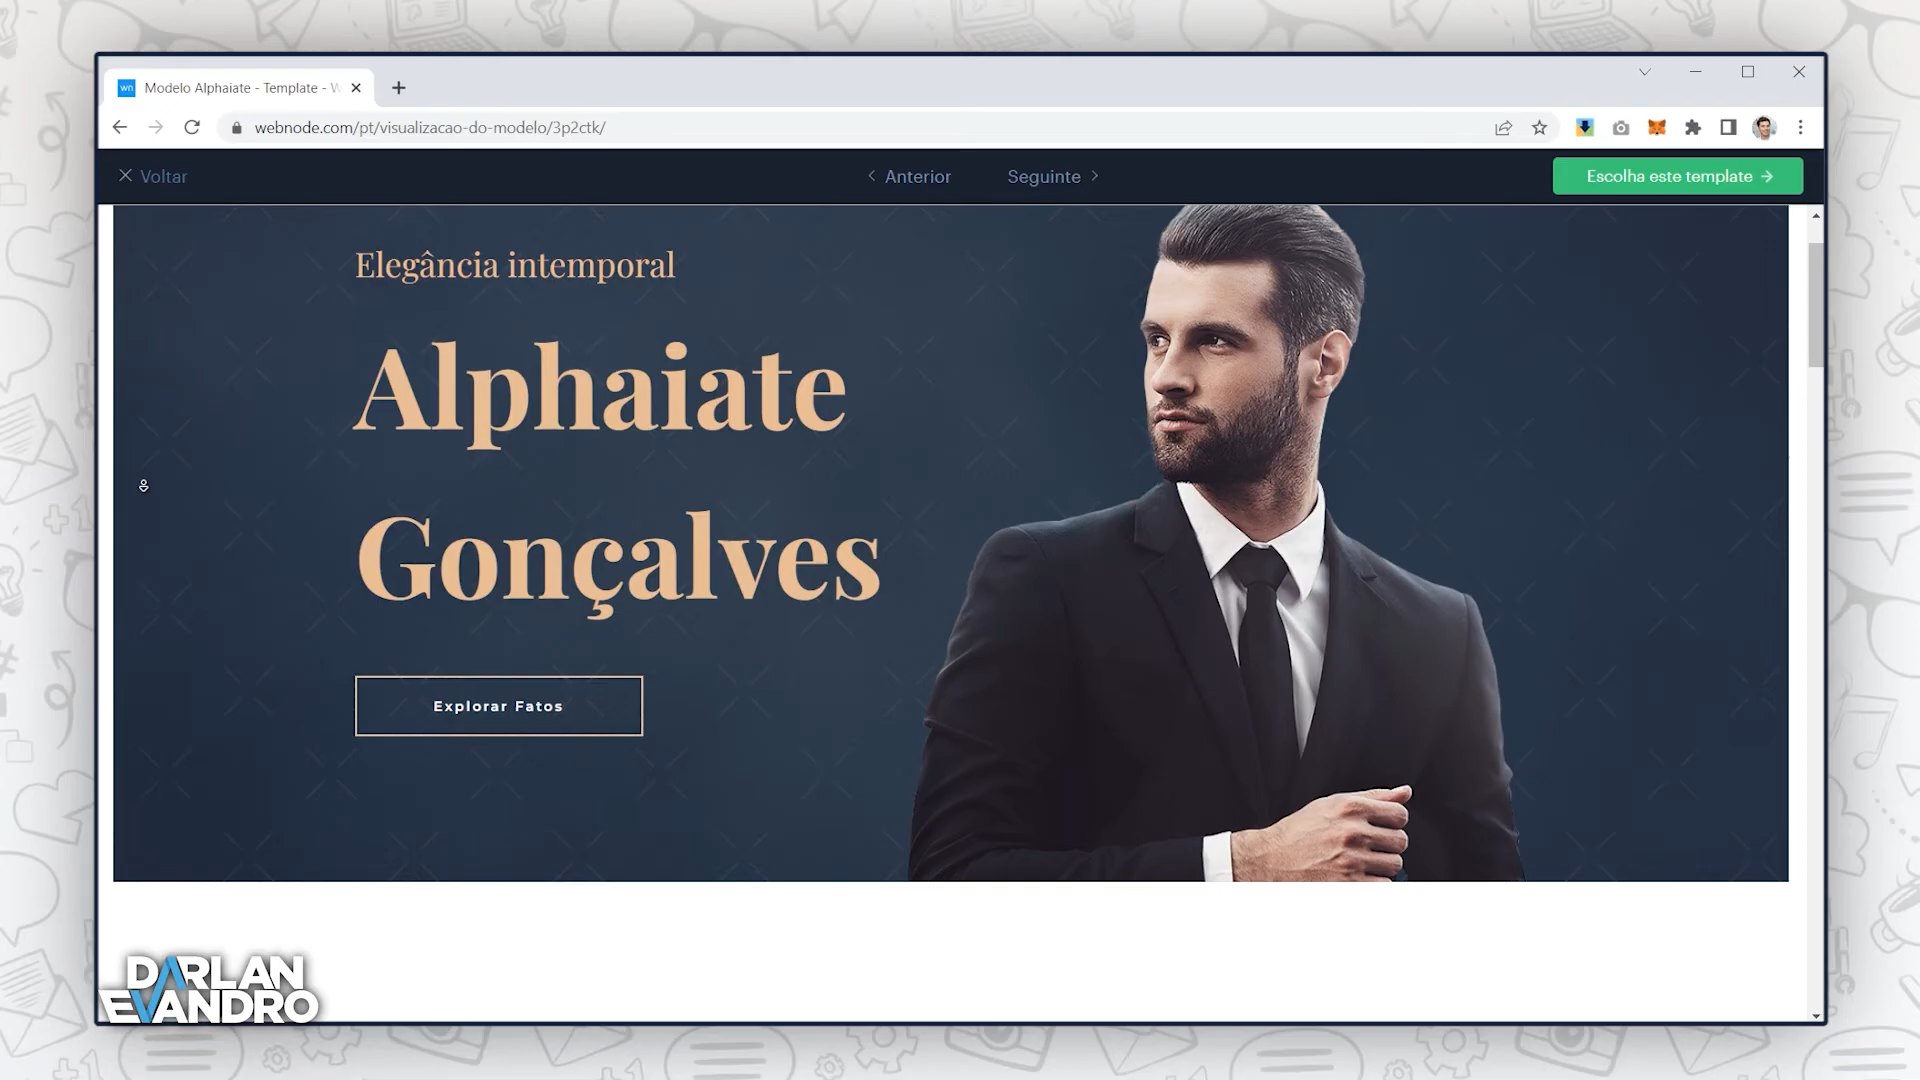 wn Modelo Alphaiate - Template - W
webnode.com/pt/visualizacao-do-modelo/3p2ctk/
Voltar
Anterior
Seguinte
Escolha este template
Elegância intemporal
Alphaiate
Gonçalves
Explorar Fatos
DARLAN
EVANDRO